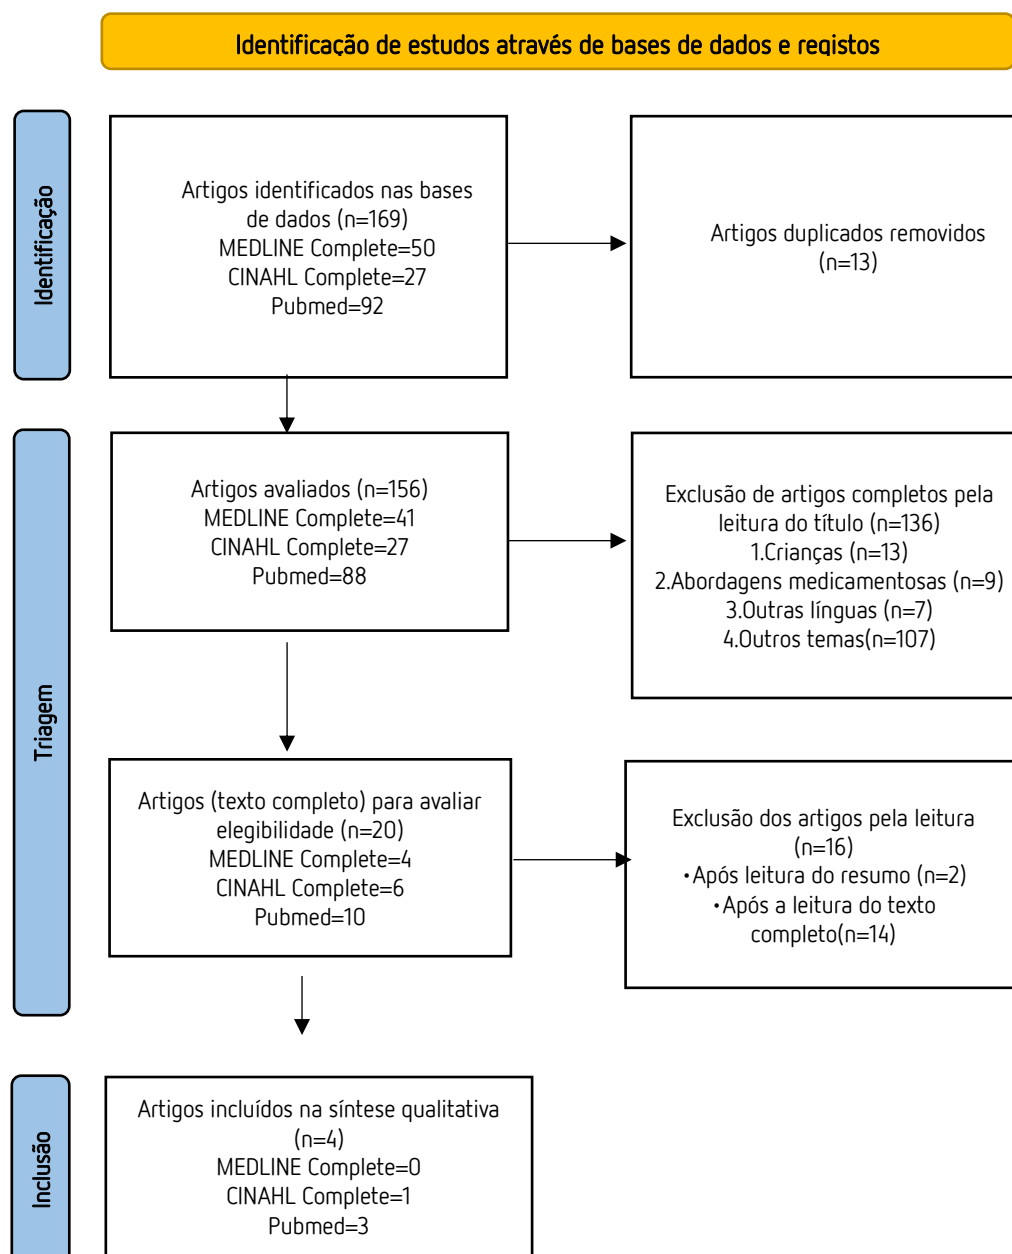 Identificação de estudos através de bases de dados e registos
Identificação
Artigos identificados nas bases
de dados (n=169)
MEDLINE Complete=50
CINAHL Complete=27
Pubmed=92
Artigos duplicados removidos
(n=13)
Triagem
Artigos avaliados (n=156)
MEDLINE Complete=41
CINAHL Complete=27
Pubmed=88
Exclusão de artigos completos pela
leitura do título (n=136)
1.Crianças (n=13)
2.Abordagens medicamentosas (n=9)
3.Outras línguas (n=7)
4.Outros temas(n=107)
Artigos (texto completo) para avaliar
elegibilidade (n=20)
MEDLINE Complete=4
CINAHL Complete=6
Pubmed=10
Exclusão dos artigos pela leitura
(n=16)
•Após leitura do resumo (n=2)
•Após a leitura do texto
completo(n=14)
Inclusão
Artigos incluídos na síntese qualitativa
(n=4)
MEDLINE Complete=0
CINAHL Complete=1
Pubmed=3